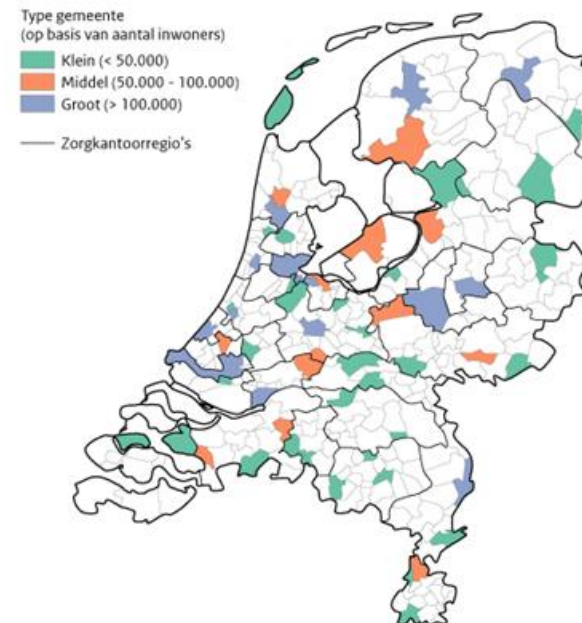 Type gemeente
(op basis van aantal inwoners)
Klein (< 50.000)
Middel (50.000 - 100.000)
Groot (> 100.000)
Zorgkantoorregio's